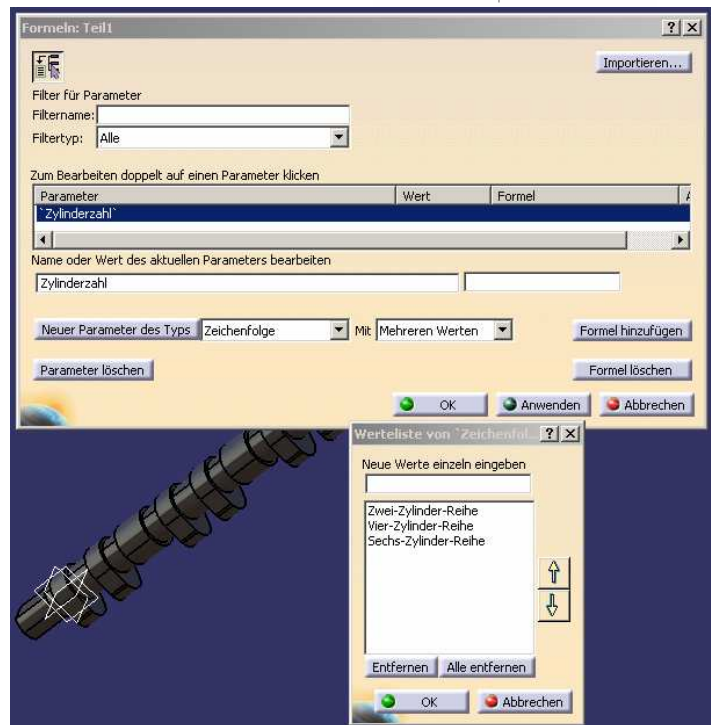 Formeln: Teil1
Importieren...
Filter für Parameter
Filtername:
Filtertyp: Alle
Zum Bearbeiten doppelt auf einen Parameter klicken
Parameter Wert Formel
`Zylinderzahl`
Name oder Wert des aktuellen Parameters bearbeiten
Zylinderzahl
Neuer Parameter des Typs Zeichenfolge Mit Mehreren Werten Formel hinzufügen
Parameter löschen Formel löschen
OK Anwenden Abbrechen
Werteliste von `Zeichenfol...
Neue Werte einzeln eingeben
Zwei-Zylinder-Reihe
Vier-Zylinder-Reihe
Sechs-Zylinder-Reihe
Entfernen Alle entfernen
OK Abbrechen